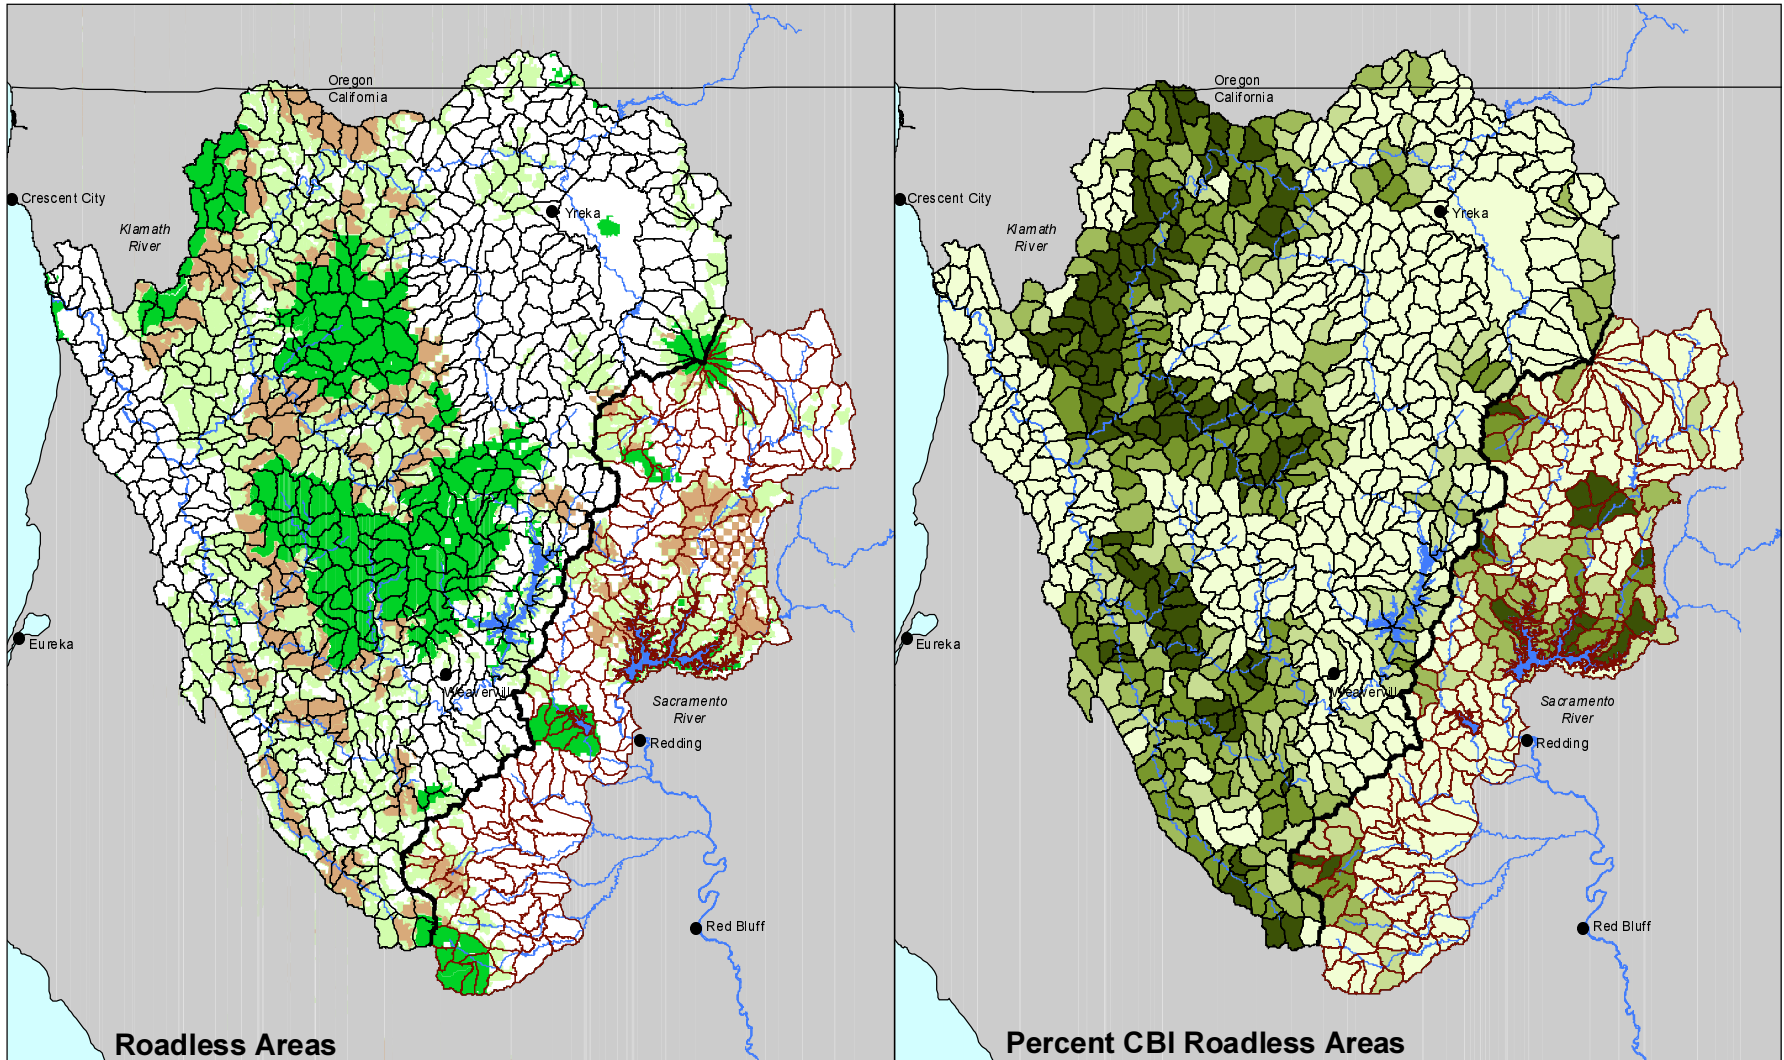 Oregon
California
Crescent City
Klamath
River
Yreka
Eureka
Weaverville
Sacramento
River
Redding
Red Bluff
Roadless Areas
Oregon
California
Crescent City
Klamath
River
Yreka
Eureka
Weaverville
Sacramento
River
Redding
Red Bluff
Percent CBI Roadless Areas